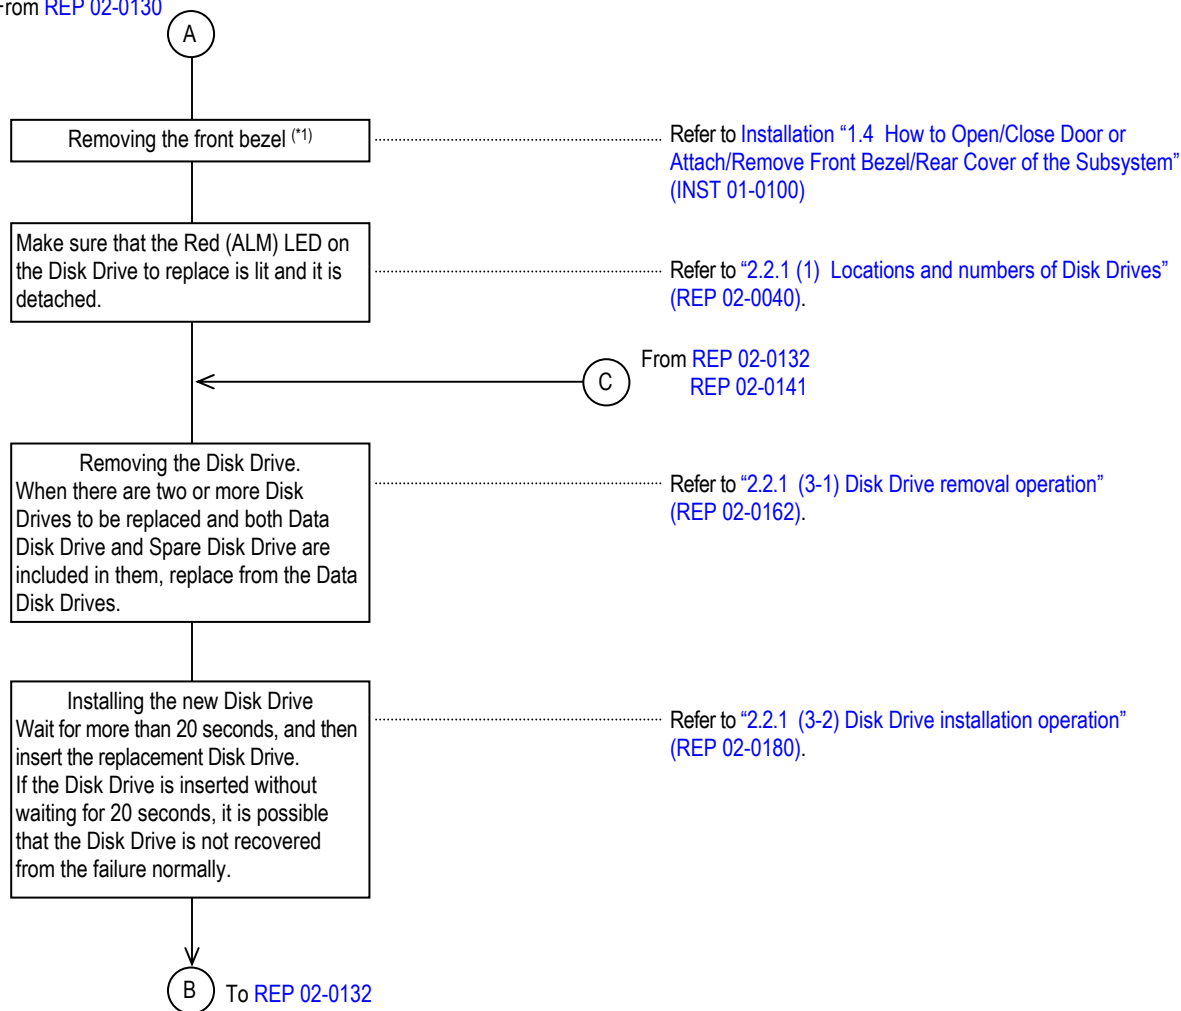 From REP 02-0130
A
Removing the front bezel (*1)
Refer to Installation “1.4 How to Open/Close Door or
Attach/Remove Front Bezel/Rear Cover of the Subsystem”
(INST 01-0100)
Make sure that the Red (ALM) LED on
the Disk Drive to replace is lit and it is
detached.
Refer to “2.2.1 (1) Locations and numbers of Disk Drives”
(REP 02-0040).
C
From REP 02-0132
REP 02-0141
Removing the Disk Drive.
When there are two or more Disk
Drives to be replaced and both Data
Disk Drive and Spare Disk Drive are
included in them, replace from the Data
Disk Drives.
Refer to “2.2.1 (3-1) Disk Drive removal operation”
(REP 02-0162).
Installing the new Disk Drive
Wait for more than 20 seconds, and then
insert the replacement Disk Drive.
If the Disk Drive is inserted without
waiting for 20 seconds, it is possible
that the Disk Drive is not recovered
from the failure normally.
Refer to “2.2.1 (3-2) Disk Drive installation operation”
(REP 02-0180).
B
To REP 02-0132